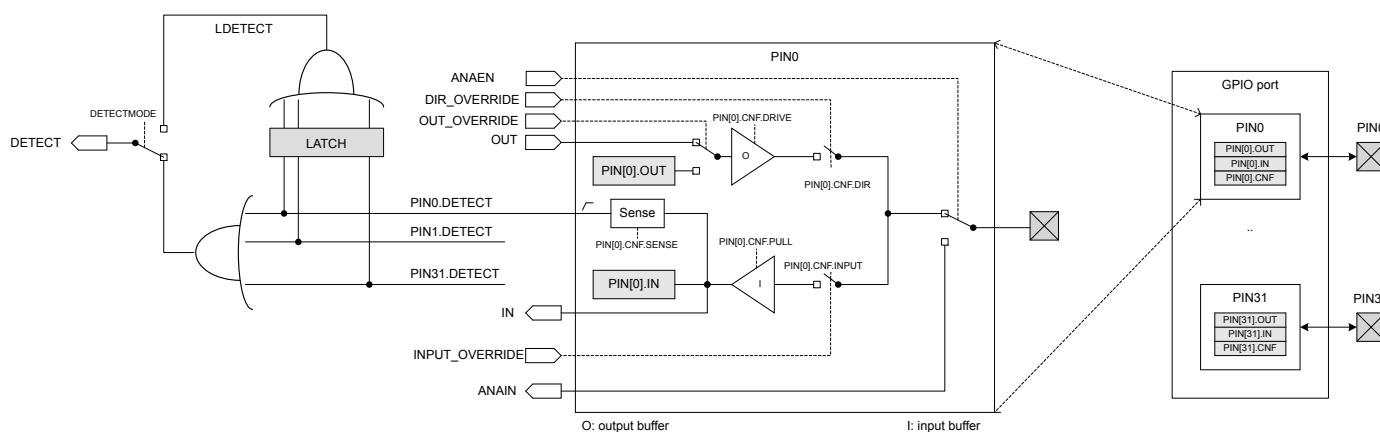 LDETECT
PIN0
ANAEN
GPIO port
DIR_OVERRIDE
DETECTMODE
PIN[0].CNF.DRIVE
OUT_OVERRIDE
PIN0
DETECT
OUT
LATCH
O
PIN[0].OUT
PIN[0].IN
PIN[0].CNF
PIN[0].OUT
PIN[0].CNF.DIR
PIN0.DETECT
Sense
PIN1.DETECT
PIN[0].CNF.SENSE
PIN[0].CNF.PULL
..
PIN[0].CNF.INPUT
PIN31.DETECT
PIN[0].IN
I
PIN31
IN
PIN[31].OUT
PIN[31].IN
PIN[31].CNF
INPUT_OVERRIDE
ANAIN
O: output buffer
I: input buffer